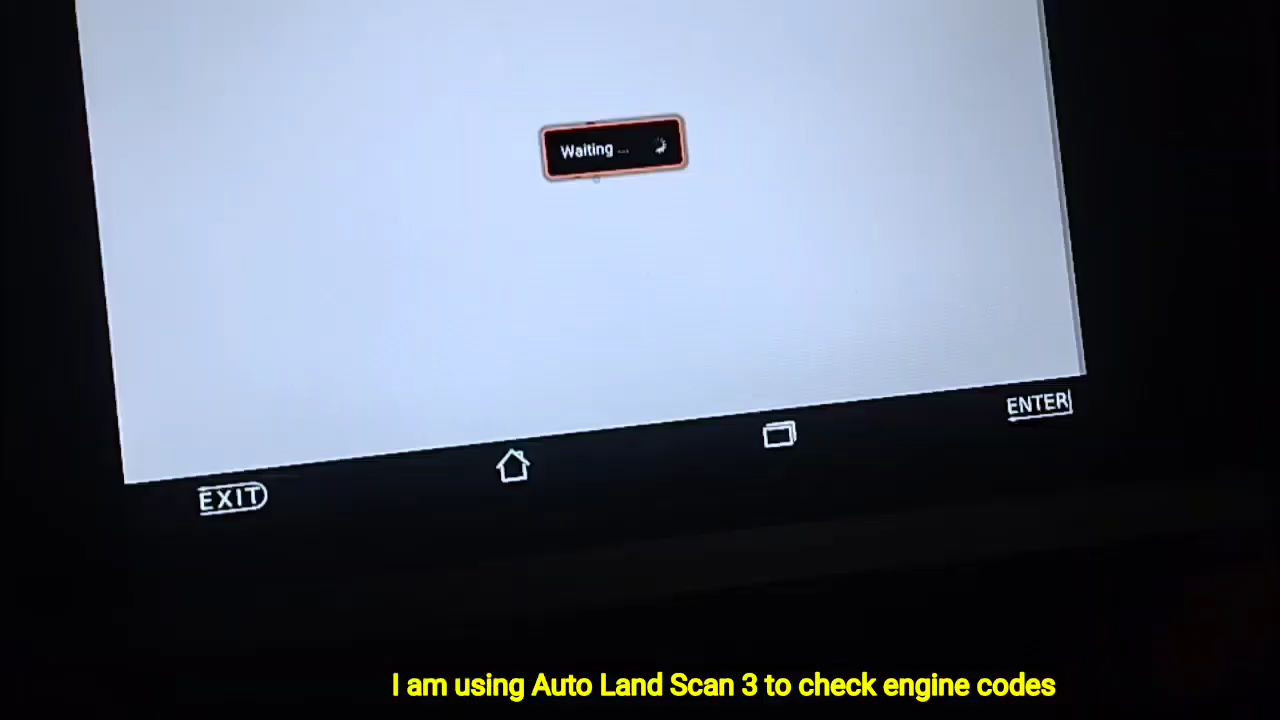 Waiting ...
EXIT
ENTER
I am using Auto Land Scan 3 to check engine codes